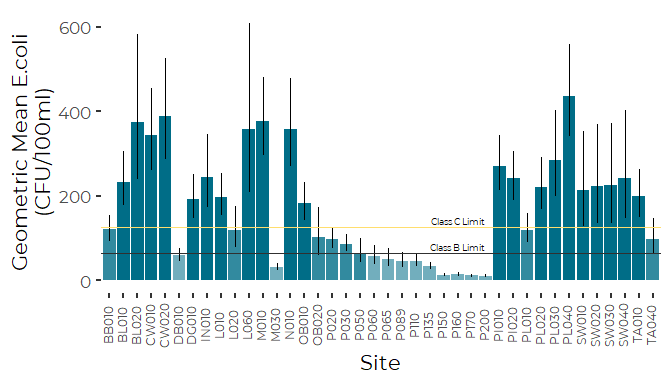 Geometric Mean E.coli
(CFU/100ml)
600
400
200
0
Class C Limit
Class B Limit
BB010 BL010 BL020 CW010 CW020 DB010 DG010 IN010 L010 L020 L060 M010 M030 N010 OB010 OB020 P020 P030 P050 P060 P065 P089 P110 P135 P150 P160 P170 P200 PI010 PI020 PL010 PL020 PL030 PL040 SW010 SW020 SW030 SW040 TA010 TA040
Site